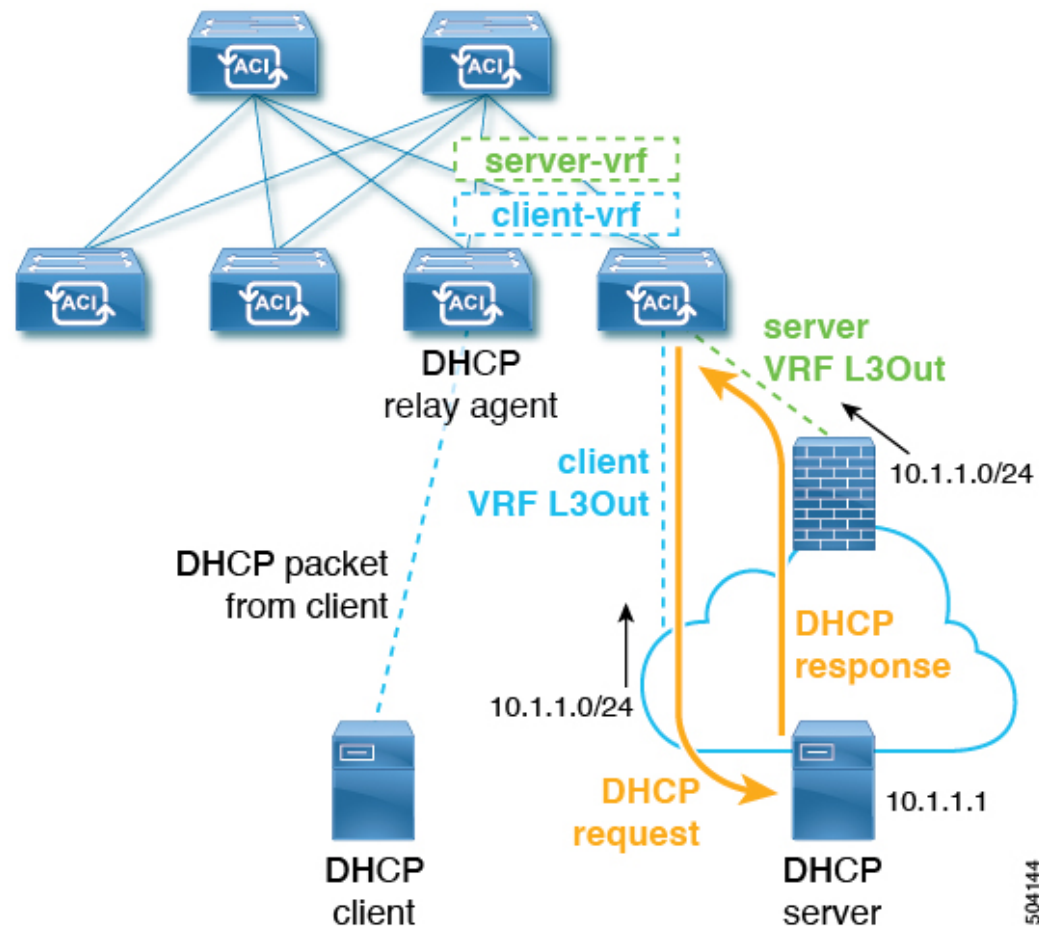 ACI
ACI
server-vrf
client-vrf
ACI
ACI
ACI
ACI
DHCP
relay agent
server
VRF L3Out
client
VRF L3Out
10.1.1.0/24
DHCP packet
from client
DHCP
response
10.1.1.0/24
DHCP
request
10.1.1.1
DHCP
client
DHCP
server
504144